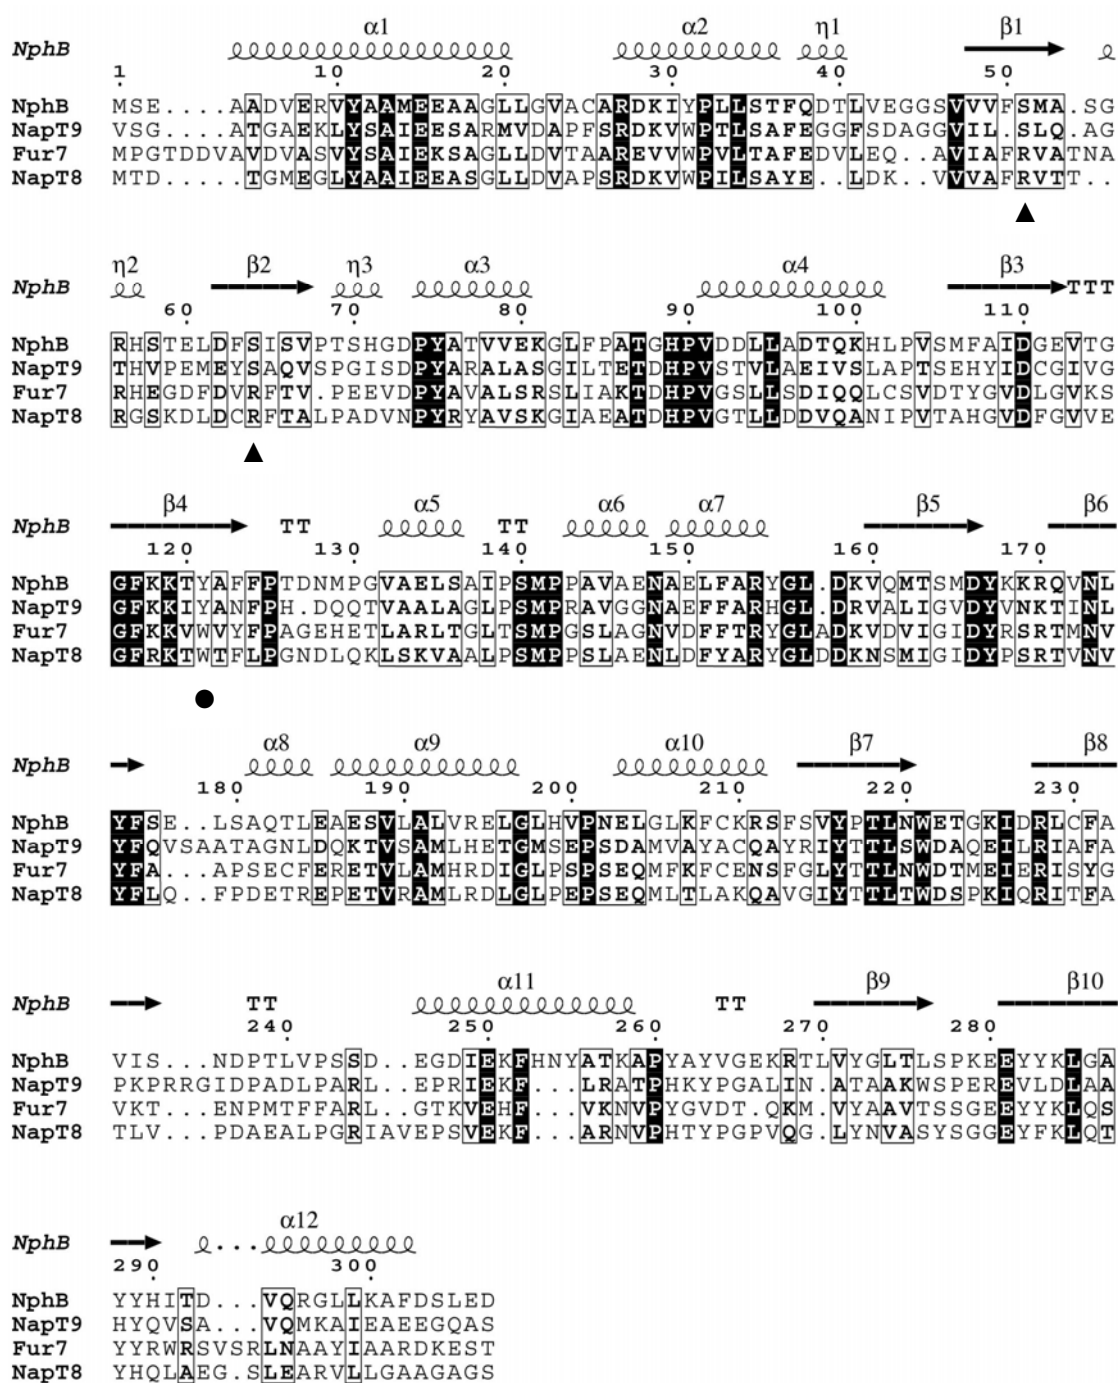 α1 α2 η1 β1
NphB
1 10 20 30 40 50
NphB MSE....AADVERVYAAMEEAAGLLGVACARDKIYPLLSTFQDTLVEGGSVVVFSMA.SG
NapT9 VSG....ATGAEKLYSAIEESARMVDAPFSRDKVWPTLSAFEGGFSDAGGVIL.SLQ.AG
Fur7 MPGTDDVAVDVASVYSAIEKSAGLLDVTAAREVVWPVLTAFEDVLEQ..AVIAFRVATNA
NapT8 MTD....TGMEGLYAAIEEASGLLDVAPSRDKVWPILSAYE..LDK..VVVAFRVTT..
▲
η2 β2 η3 α3 α4 β3
NphB TTT
60 70 80 90 100 110
NphB RHSTELDFSISVPTSHGDPYATVVEKGLFPATGHPVDDLLADTQKHLPVSMFAIDGEVTG
NapT9 THVPEMEYSAQVSPGISDPYARALASGILTETDHPVSTVLAEIVSLAPTSEHYIDCGIVG
Fur7 RHEGDFDVRFTV.PEEVDPYAVALSRSLIAKTDHPVGSLLSDIQQLCSVDTYGVDLGVKS
NapT8 RGSKDLDCRFTALPADVNPYRYAVSKGIAEATDHPVGTLLDDVQANIPVTAHGVDFGVVE
▲
β4 α5 α6 α7 β5 β6
NphB TT TT
120 130 140 150 160 170
NphB GFKKTYAFFPTDNMPGVAELSAIPSMPPAVAENAELFARYGL.DKVQMTSMDYKKRQVNL
NapT9 GFKKIYANFPH.DQQTVAALAGLPSMPRAVGGNAEFFARHGL.DRVALIGVDYVNKTINL
Fur7 GFKKVWVYFPAGEHETLARLTGLTSMPGSLAGNVDFFTRYGLADKVDVIGIDYRSRTMNV
NapT8 GFRKTWTFLPGNDLQKLSKVAALPSMPPSLAENLDFYARYGLDDKNSMIGIDYPSRTVNV
●
α8 α9 α10 β7 β8
NphB
180 190 200 210 220 230
NphB YFSE..LSAQTLEAESVLALVRELGLHVPNELGLKFCKRSFSVYPTLNWETGKIDRLCFA
NapT9 YFQVSAATAGNLDQKTVSAMLHETGMSEPSDAMVAYACQAYRIYTTLSWDAQEILRIAFA
Fur7 YFA...APSECFERETVLAMHRDIGLPSPSEQMFKFCENSFGLYTTLNWDTMEIERISYG
NapT8 YFLQ..FPDETREPETVRAMLRDLGLPEPSEQMLTLAKQAVGIYTTLTWDSPKIQRITFA
α11 β9 β10
NphB TT TT
240 250 260 270 280
NphB VIS...NDPTLVPSSD..EGDIEKFHNYATKAPYAYVGEKRTLVYGLTLSPKEEYYKLGA
NapT9 PKPRRGIDPADLPARL..EPRIEKF...LRATPHKYPGALIN.ATAAKWSPEREVLDLAA
Fur7 VKT...ENPMTFFARL..GTKVEHF...VKNVPYGVDT.QKM.VYAAVTSSGEEYYKLQS
NapT8 TLV...PDAEALPGRIAVEPSVEKF...ARNVPHTYPGPVQG.LYNVASYSGGEYFKLQT
α12
NphB ...
290 300
NphB YYHITD...VQRGLLKAFDSLED
NapT9 HYQVSA...VQMKAIEAEEGQAS
Fur7 YYRWRSVSRLNAAYIAARDKEST
NapT8 YHQLAEG.SLEARVLLGAAGAGS